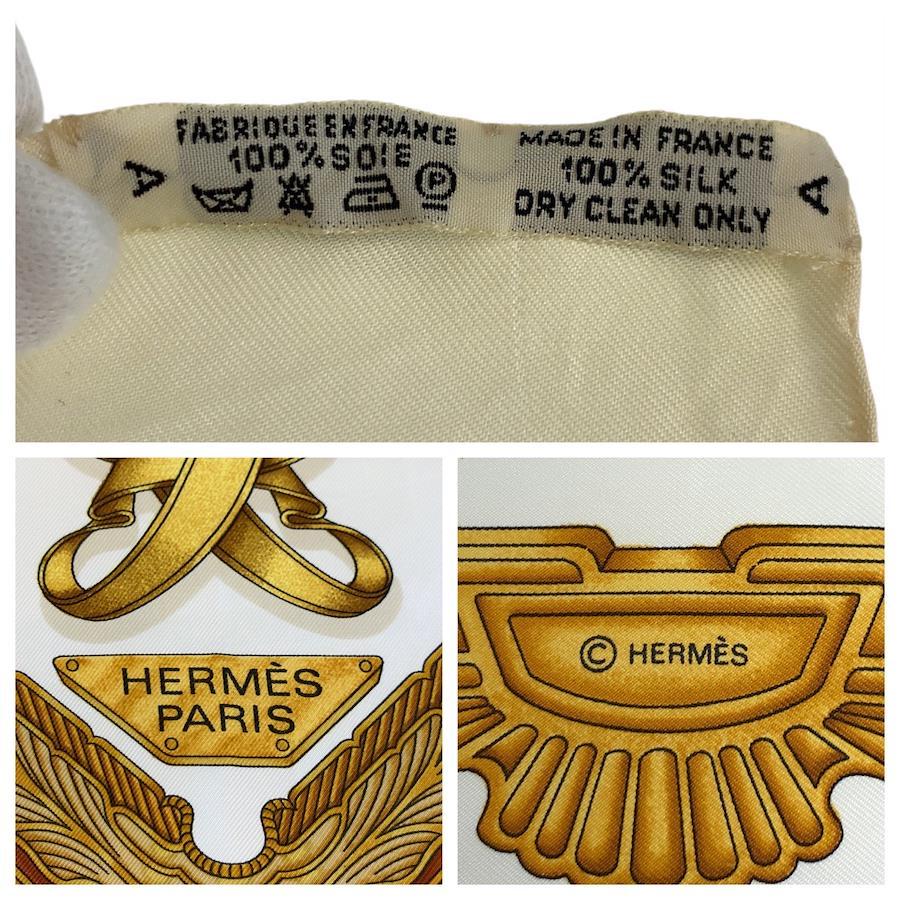 FABRIQUE EN FRANCE
100% SOIE
P
A
MADE IN FRANCE
100% SILK
DRY CLEAN ONLY
A
HERMÈS
PARIS
© HERMÈS